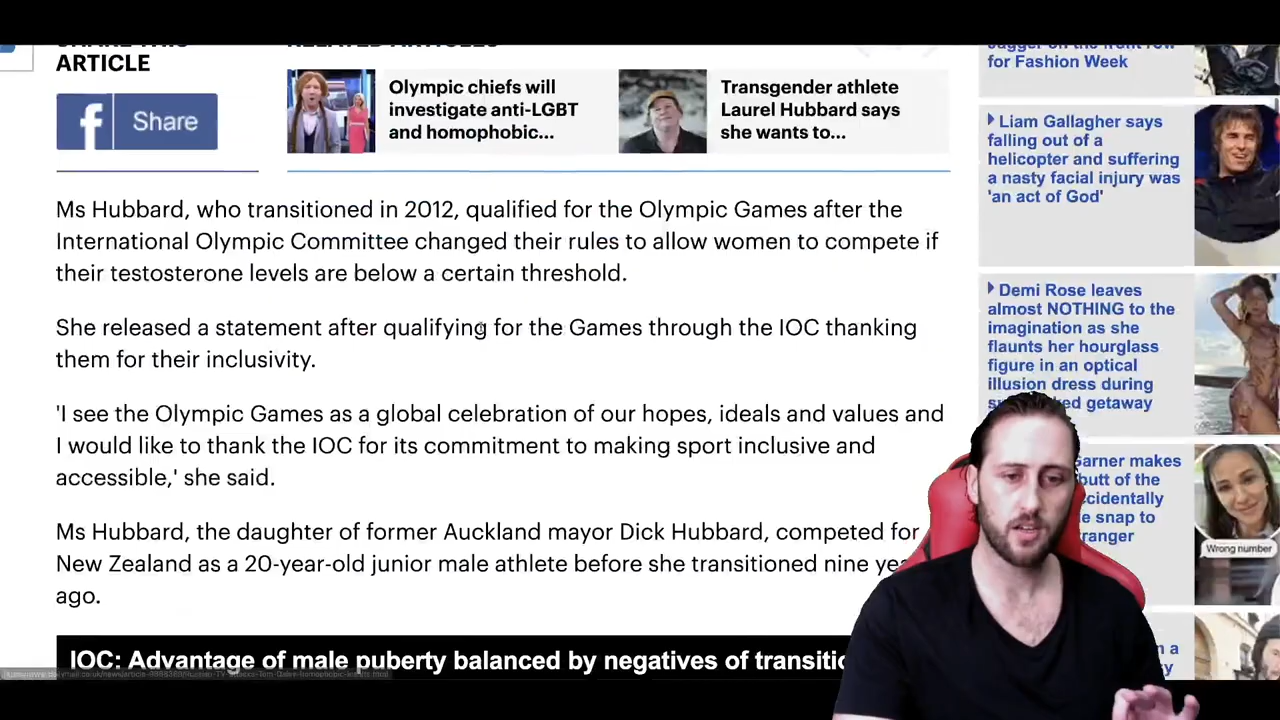 ARTICLE
Share
Olympic chiefs will
investigate anti-LGBT
and homophobic...
Transgender athlete
Laurel Hubbard says
she wants to...
Ms Hubbard, who transitioned in 2012, qualified for the Olympic Games after the
International Olympic Committee changed their rules to allow women to compete if
their testosterone levels are below a certain threshold.
She released a statement after qualifying for the Games through the IOC thanking
them for their inclusivity.
'I see the Olympic Games as a global celebration of our hopes, ideals and values and
I would like to thank the IOC for its commitment to making sport inclusive and
accessible,' she said.
Ms Hubbard, the daughter of former Auckland mayor Dick Hubbard, competed for
New Zealand as a 20-year-old junior male athlete before she transitioned nine
ago.
IOC: Advantage of male puberty balanced by negatives of
for Fashion Week
Liam Gallagher says
falling out of a
helicopter and suffering
a nasty facial injury was
'an act of God'
Demi Rose leaves
almost NOTHING to the
imagination as she
flaunts her hourglass
figure in an optical
illusion dress during
getaway
Garner makes
butt of the
snap to
Wrong number